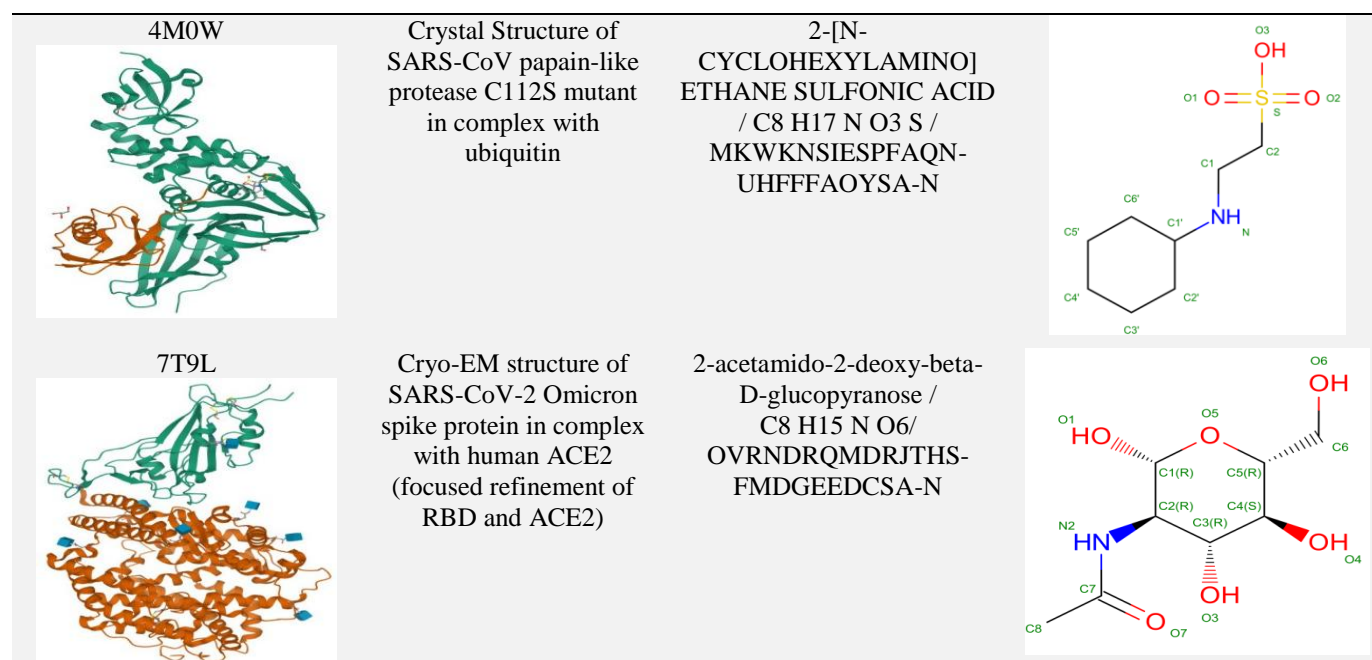 4M0W
Crystal Structure of
SARS-CoV papain-like
protease C112S mutant
in complex with
ubiquitin
2-[N-
CYCLOHEXYLAMINO]
ETHANE SULFONIC ACID
/ C8 H17 N O3 S /
MKWKNSIESPFAQN-
UHFFFAOYSA-N
O3
OH
O1 O S O O2
S
C2
C1
C6'
C1' NH
N
C5'
C4' C2'
C3'
7T9L
Cryo-EM structure of
SARS-CoV-2 Omicron
spike protein in complex
with human ACE2
(focused refinement of
RBD and ACE2)
2-acetamido-2-deoxy-beta-
D-glucopyranose /
C8 H15 N O6/
OVRNDRQMDRJTHS-
FMDGEEDCSA-N
O6
OH
O1 O5
HO O
C6
C1(R) C5(R)
C2(R) C4(S)
C3(R)
N2
HN OH
O4
C7 OH
O3
C8 O
O7